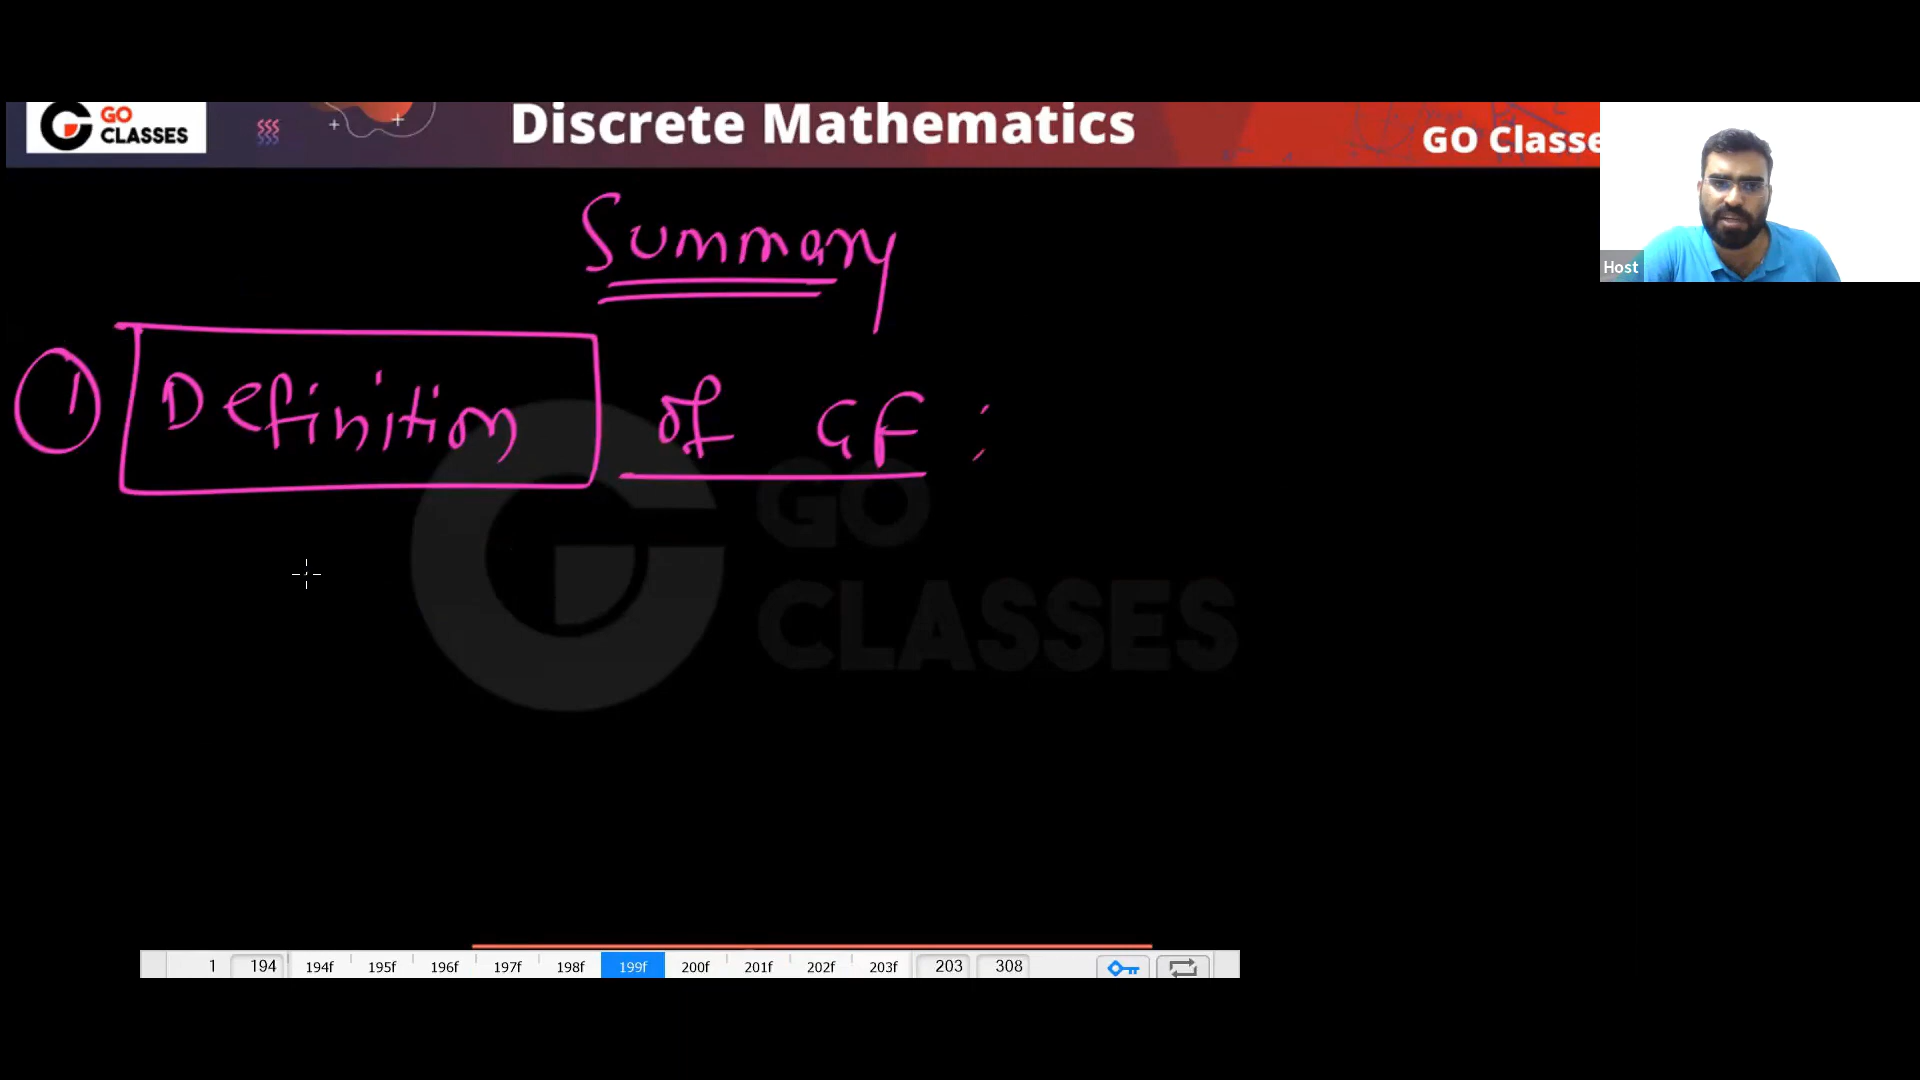 GO CLASSES
Discrete Mathematics
GO Classe
Host
Summary
① Definition of GF :
GO
CLASSES
1 194 194f 195f 196f 197f 198f 199f 200f 201f 202f 203f 203 308